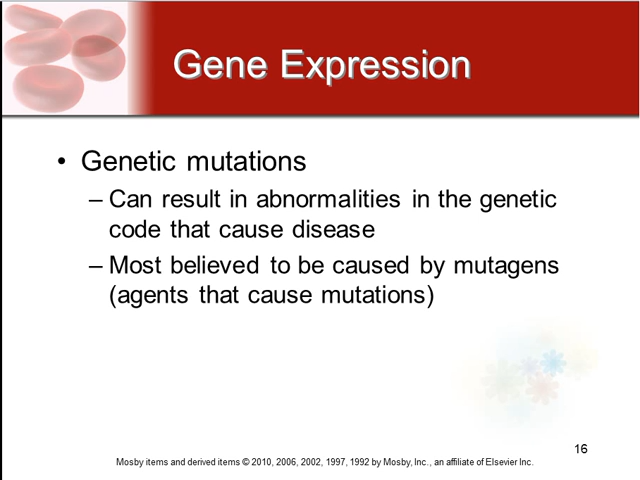 Gene Expression
• Genetic mutations
– Can result in abnormalities in the genetic
code that cause disease
– Most believed to be caused by mutagens
(agents that cause mutations)
16
Mosby items and derived items © 2010, 2006, 2002, 1997, 1992 by Mosby, Inc., an affiliate of Elsevier Inc.